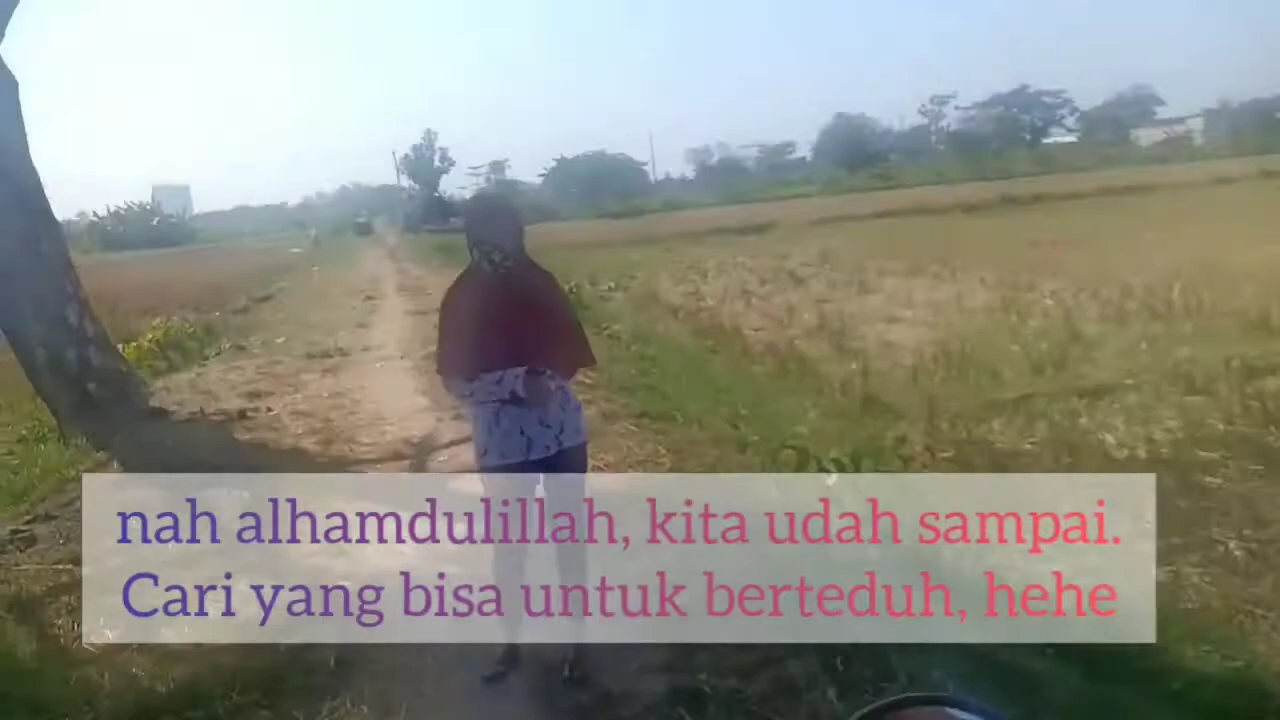 nah alhamdulillah, kita udah sampai.
Cari yang bisa untuk berteduh, hehe